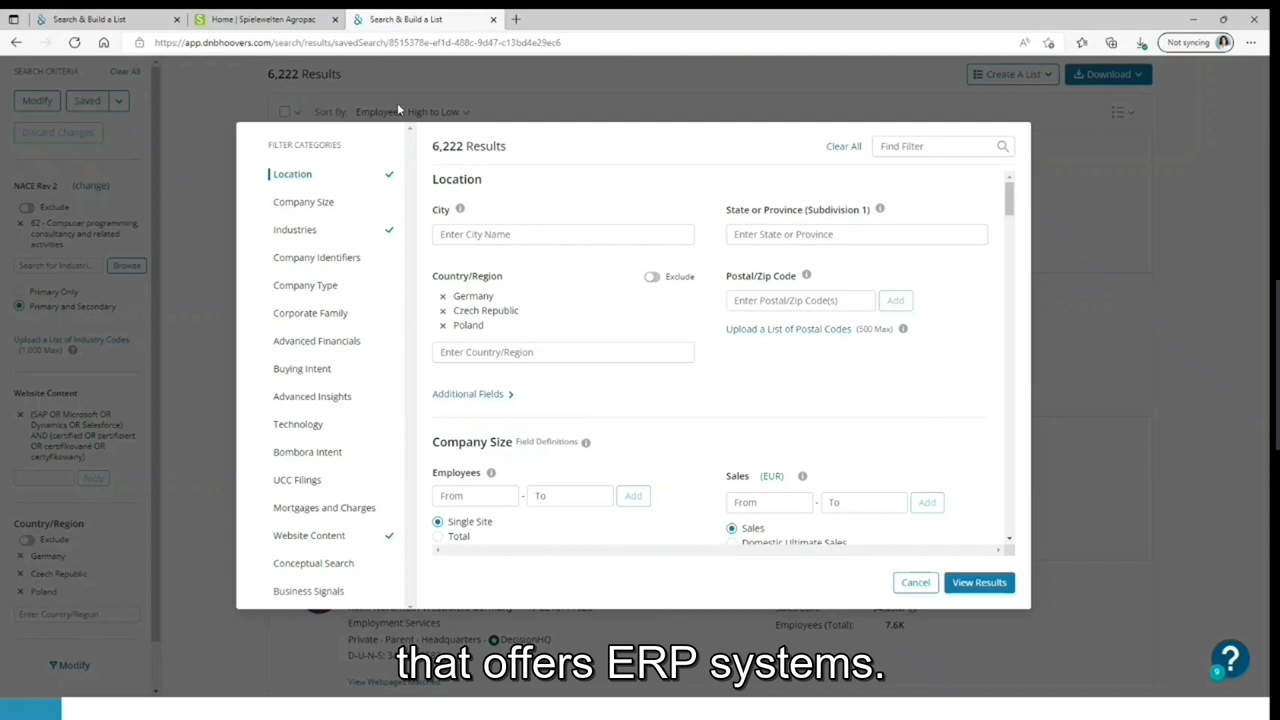 Search & Build a List
Home | Spielewelten Agropac
Search & Build a List
https://app.dnbhoovers.com/search/results/savedSearch/8515378e-ef1d-488c-9d47-c13bd4e29ec6
Not syncing
SEARCH CRITERIA Clear All
Modify Saved
Discard Changes
NACE Rev 2 (change)
Exclude
62 - Computer programming,
consultancy and related
activities
Search for Industri... Browse
Primary Only
Primary and Secondary
Upload a List of Industry Codes
(1,000 Max)
Website Content
(SAP OR Microsoft OR
Dynamics OR Salesforce)
AND (certified OR zertifiziert
OR certifikované OR
certyfikowany)
Apply
Country/Region
Exclude
Germany
Czech Republic
Poland
Enter Country/Region
Modify
6,222 Results
Create A List
Download
Sort By: Employees High to Low
FILTER CATEGORIES
Location
Company Size
Industries
Company Identifiers
Company Type
Corporate Family
Advanced Financials
Buying Intent
Advanced Insights
Technology
Bombora Intent
UCC Filings
Mortgages and Charges
Website Content
Conceptual Search
Business Signals
6,222 Results
Clear All
Find Filter
Location
City
Enter City Name
State or Province (Subdivision 1)
Enter State or Province
Country/Region
Exclude
Germany
Czech Republic
Poland
Enter Country/Region
Postal/Zip Code
Enter Postal/Zip Code(s) Add
Upload a List of Postal Codes (500 Max)
Additional Fields
Company Size Field Definitions
Employees
From - To Add
Single Site
Total
Sales (EUR)
From - To Add
Sales
Domestic Ultimate Sales
Cancel View Results
Employment Services
Private - Parent - Headquarters - DecisionHQ
D-U-N-S:
View Webpages Matched
Employees (Total): 7.6K
?
9
that offers ERP systems.